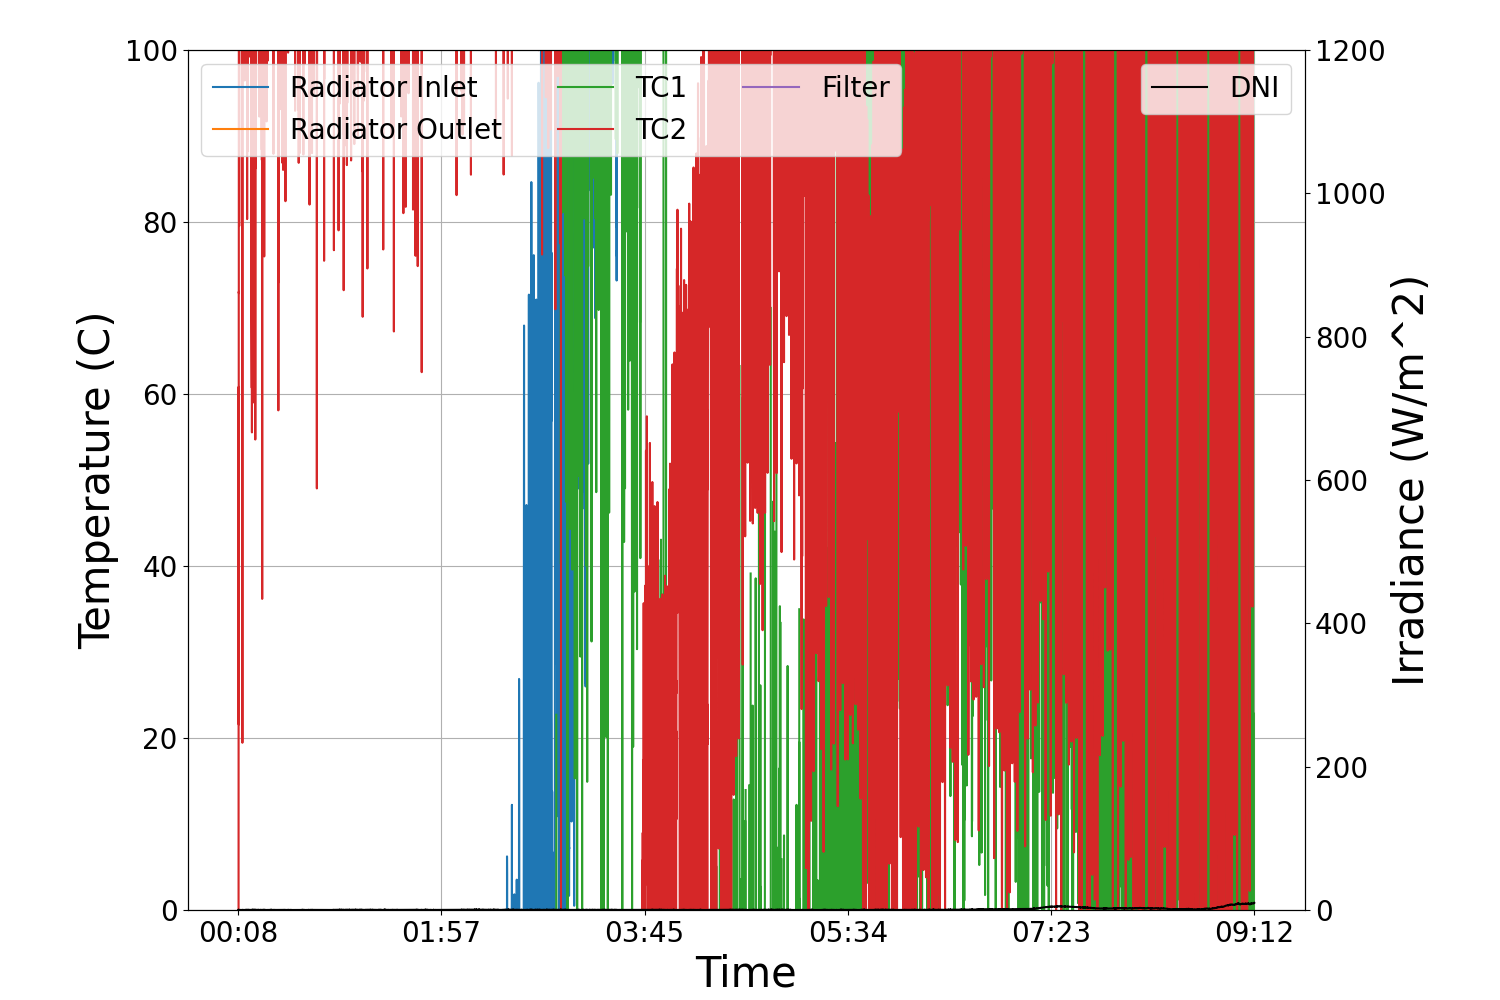 100
80
60
40
20
0
Temperature (C)
Radiator Inlet
Radiator Outlet
TC1
TC2
Filter
DNI
1200
1000
800
600
400
200
0
Irradiance (W/m^2)
00:08 01:57 03:45 05:34 07:23 09:12
Time